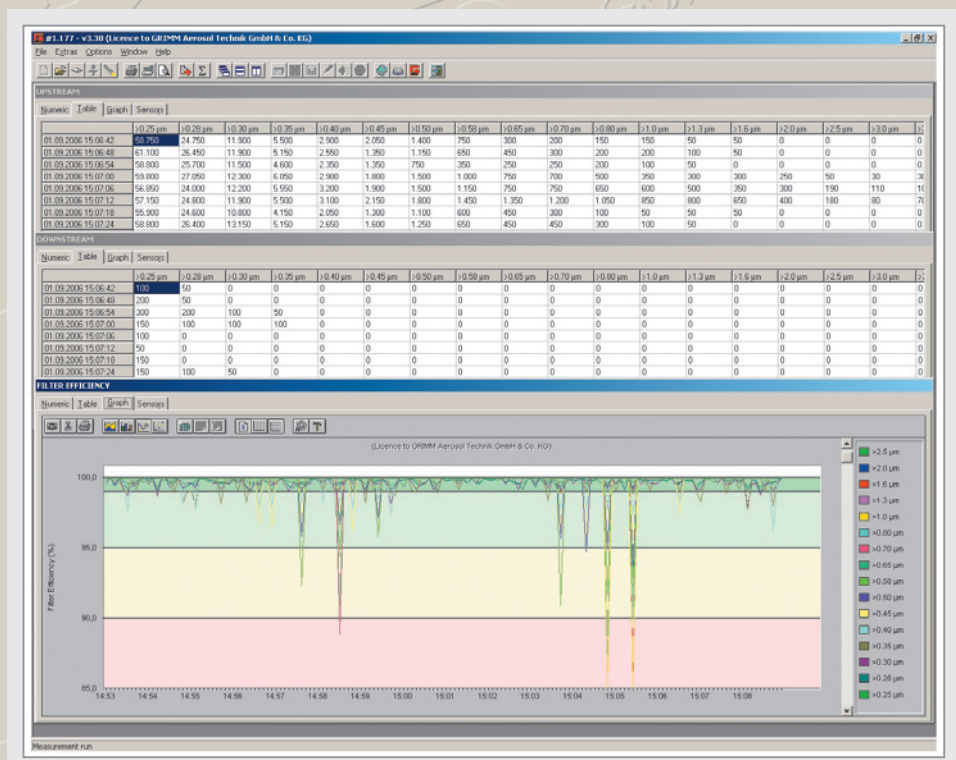 #1.177 - v3.30 (Licence to GRIMM Aerosol Technik GmbH & Co. KG)
File Extras Options Window Help
UPSTREAM
Numeric Table Graph Sensors
>0.25 µm >0.28 µm >0.30 µm >0.35 µm >0.40 µm >0.45 µm >0.50 µm >0.58 µm >0.65 µm >0.70 µm >0.80 µm >1.0 µm >1.3 µm >1.6 µm >2.0 µm >2.5 µm >3.0 µm
01.09.2006 15:06:42 58.750 24.750 11.900 5.500 2.900 2.050 1.400 750 300 200 150 150 50 50 0 0 0
01.09.2006 15:06:48 61.100 26.450 11.900 5.150 2.550 1.350 1.150 650 450 300 200 200 100 50 0 0 0
01.09.2006 15:06:54 58.800 25.700 11.500 4.600 2.350 1.350 750 350 250 250 200 100 50 0 0 0 0
01.09.2006 15:07:00 59.800 27.050 12.300 6.050 2.900 1.800 1.500 1.000 750 700 500 350 300 300 250 50 30
01.09.2006 15:07:06 56.850 24.000 12.200 5.550 3.200 1.900 1.500 1.150 750 750 650 600 500 350 300 190 110
01.09.2006 15:07:12 57.150 24.800 11.900 5.500 3.100 2.150 1.800 1.450 1.350 1.200 1.050 850 800 650 400 180 80
01.09.2006 15:07:18 55.900 24.600 10.800 4.150 2.050 1.300 1.100 600 450 300 100 50 50 50 0 0 0
01.09.2006 15:07:24 58.800 26.400 13.150 5.150 2.650 1.600 1.250 650 450 450 300 100 50 0 0 0 0
DOWNSTREAM
Numeric Table Graph Sensors
>0.25 µm >0.28 µm >0.30 µm >0.35 µm >0.40 µm >0.45 µm >0.50 µm >0.58 µm >0.65 µm >0.70 µm >0.80 µm >1.0 µm >1.3 µm >1.6 µm >2.0 µm >2.5 µm >3.0 µm
01.09.2006 15:06:42 100 50 0 0 0 0 0 0 0 0 0 0 0 0 0 0 0
01.09.2006 15:06:48 200 50 0 0 0 0 0 0 0 0 0 0 0 0 0 0 0
01.09.2006 15:06:54 300 200 100 50 0 0 0 0 0 0 0 0 0 0 0 0 0
01.09.2006 15:07:00 150 100 100 100 0 0 0 0 0 0 0 0 0 0 0 0 0
01.09.2006 15:07:06 100 0 0 0 0 0 0 0 0 0 0 0 0 0 0 0 0
01.09.2006 15:07:12 50 0 0 0 0 0 0 0 0 0 0 0 0 0 0 0 0
01.09.2006 15:07:18 150 0 0 0 0 0 0 0 0 0 0 0 0 0 0 0 0
01.09.2006 15:07:24 150 100 50 0 0 0 0 0 0 0 0 0 0 0 0 0 0
FILTER EFFICIENCY
Numeric Table Graph Sensors
(Licence to GRIMM Aerosol Technik GmbH & Co. KG)
Filter Efficiency (%)
100,0
95,0
90,0
85,0
14:53 14:54 14:55 14:56 14:57 14:58 14:59 15:00 15:01 15:02 15:03 15:04 15:05 15:06 15:07 15:08
>2.5 µm
>2.0 µm
>1.6 µm
>1.3 µm
>1.0 µm
>0.80 µm
>0.70 µm
>0.65 µm
>0.58 µm
>0.50 µm
>0.45 µm
>0.40 µm
>0.35 µm
>0.30 µm
>0.28 µm
>0.25 µm
Measurement run